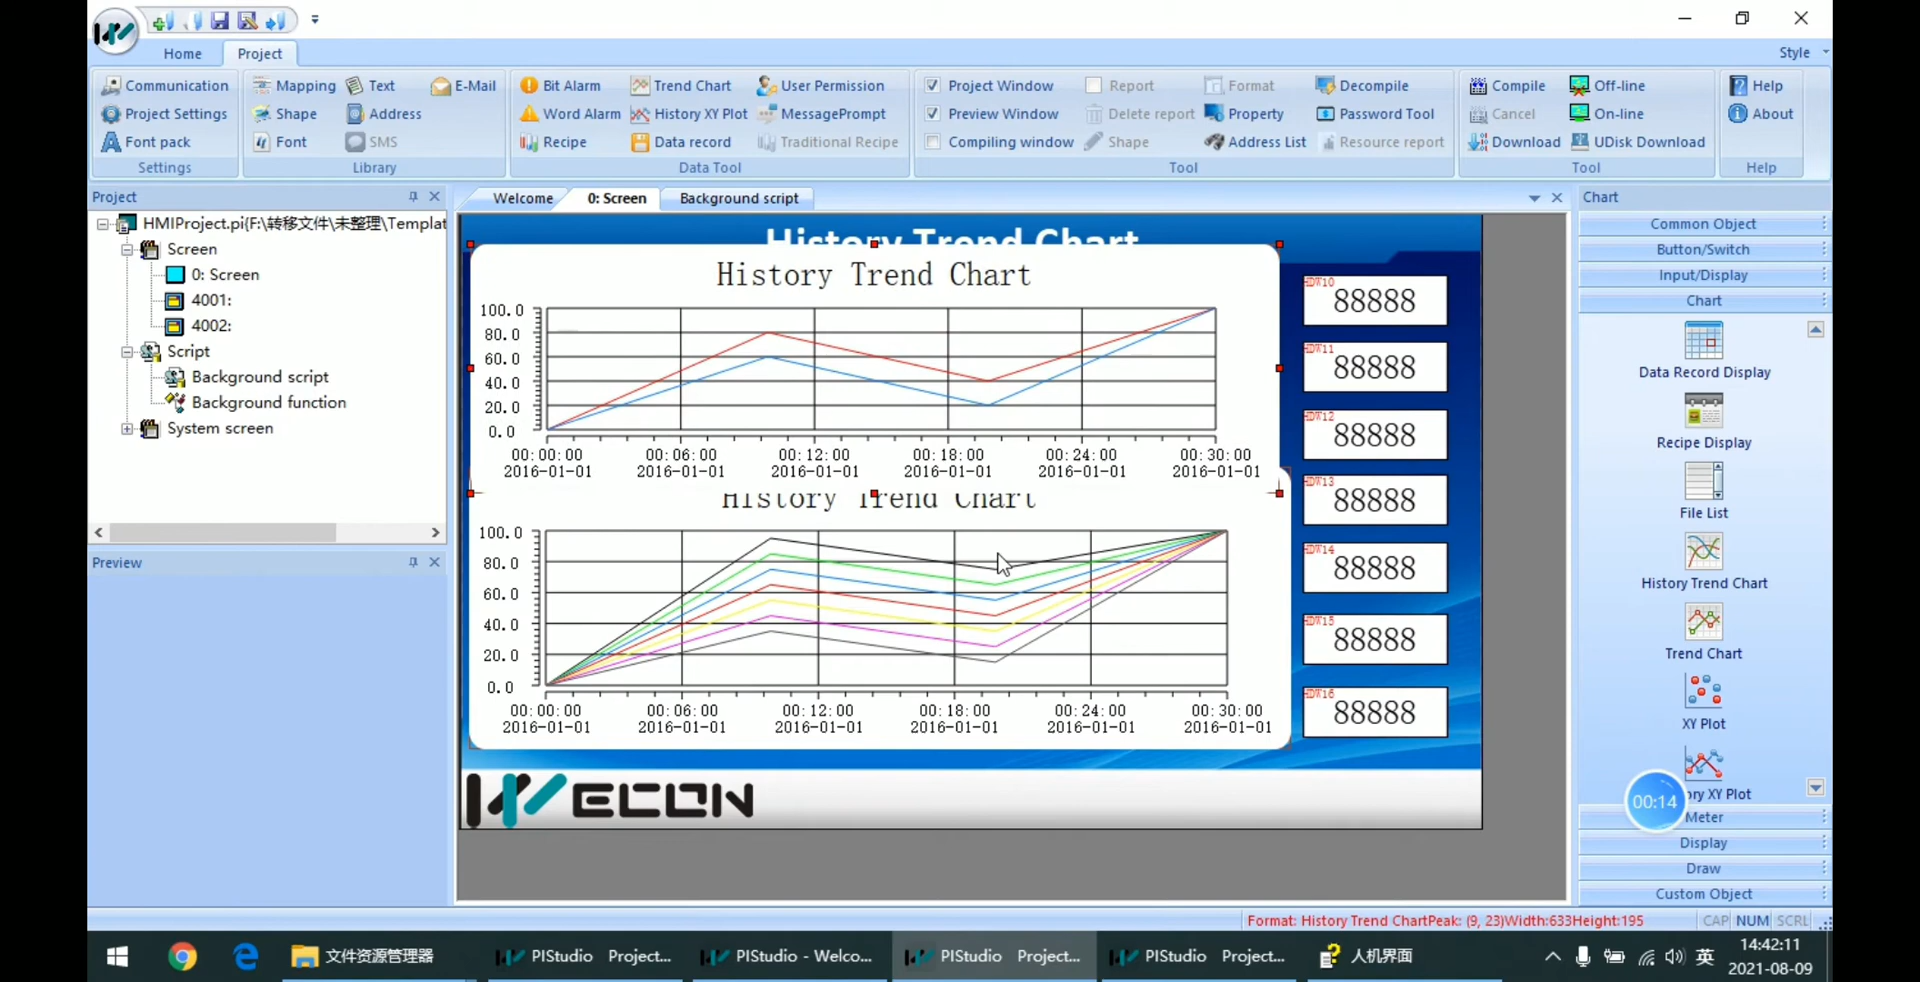 Home Project Style
Communication
Project Settings
Font pack
Settings
Mapping Text E-Mail
Shape Address
Font SMS
Library
Bit Alarm Trend Chart User Permission
Word Alarm History XY Plot MessagePrompt
Recipe Data record Traditional Recipe
Data Tool
Project Window Report Format Decompile
Preview Window Delete report Property Password Tool
Compiling window Shape Address List Resource report
Tool
Compile Off-line
Cancel On-line
Download UDisk Download
Tool
Help
About
Help
Project
HMIProject.pi{F:\转移文件\未整理\Templat
Screen
0: Screen
4001:
4002:
Script
Background script
Background function
System screen
Preview
Welcome 0: Screen Background script
History Trend Chart
History Trend Chart
100.0
80.0
60.0
40.0
20.0
0.0
00:00:00 00:06:00 00:12:00 00:18:00 00:24:00 00:30:00
2016-01-01 2016-01-01 2016-01-01 2016-01-01 2016-01-01 2016-01-01
History Trend Chart
100.0
80.0
60.0
40.0
20.0
0.0
00:00:00 00:06:00 00:12:00 00:18:00 00:24:00 00:30:00
2016-01-01 2016-01-01 2016-01-01 2016-01-01 2016-01-01 2016-01-01
HDW10
88888
HDW11
88888
HDW12
88888
HDW13
88888
HDW14
88888
HDW15
88888
HDW16
88888
WECON
Chart
Common Object
Button/Switch
Input/Display
Chart
Data Record Display
Recipe Display
File List
History Trend Chart
Trend Chart
XY Plot
ory XY Plot
00:14
Meter
Display
Draw
Custom Object
Format: History Trend ChartPeak: (9, 23)Width:633Height:195 CAP NUM SCRL
文件资源管理器 PIStudio Project... PIStudio - Welco... PIStudio Project... PIStudio Project... 人机界面 英
14:42:11
2021-08-09